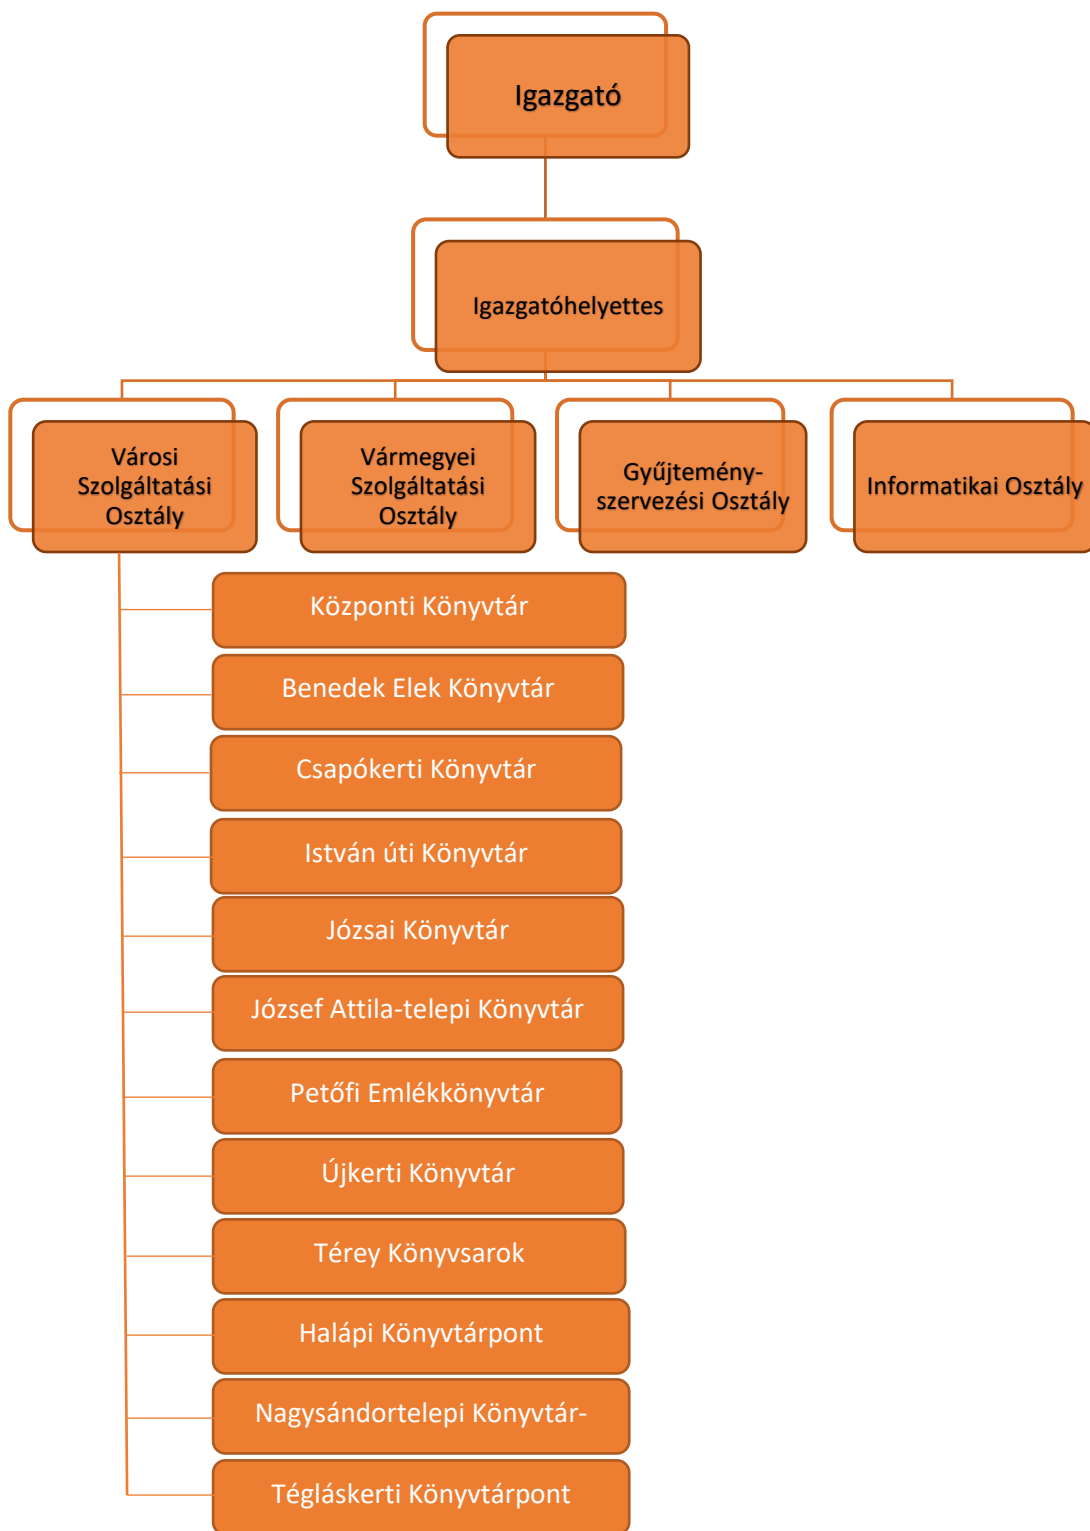 Igazgató
Igazgatóhelyettes
Városi
Szolgáltatási
Osztály
Vármegyei
Szolgáltatási
Osztály
Gyűjtemény-
szervezési Osztály
Informatikai Osztály
Központi Könyvtár
Benedek Elek Könyvtár
Csapókerti Könyvtár
István úti Könyvtár
Józsai Könyvtár
József Attila-telepi Könyvtár
Petőfi Emlékkönyvtár
Újkerti Könyvtár
Térey Könyvsarok
Halápi Könyvtárpont
Nagysándortelepi Könyvtár-
Tégláskerti Könyvtárpont